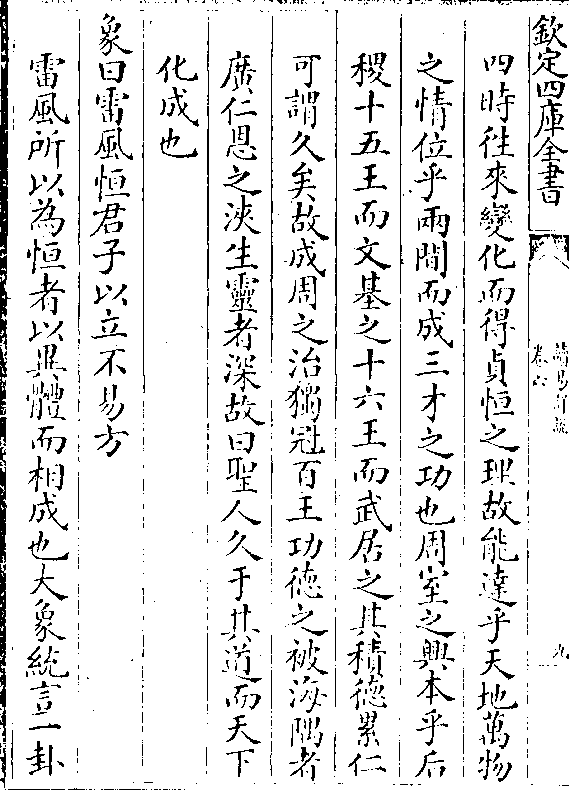 欽定四庫全書
卷六
九
四時徃來變化而得貞恒之理故能達乎天地萬物
之情位乎兩間而成三才之功也周室之興本乎后
稷十五王而文基之十六王而武居之其積德累仁
可謂久矣故成周之治獨冠百王功德之被海隅者
廣仁恩之浹生靈者深故曰聖人久于其道而天下
化成也
象曰雷風恒君子以立不易方
雷風所以為恒者以異體而相成也大象統言一卦